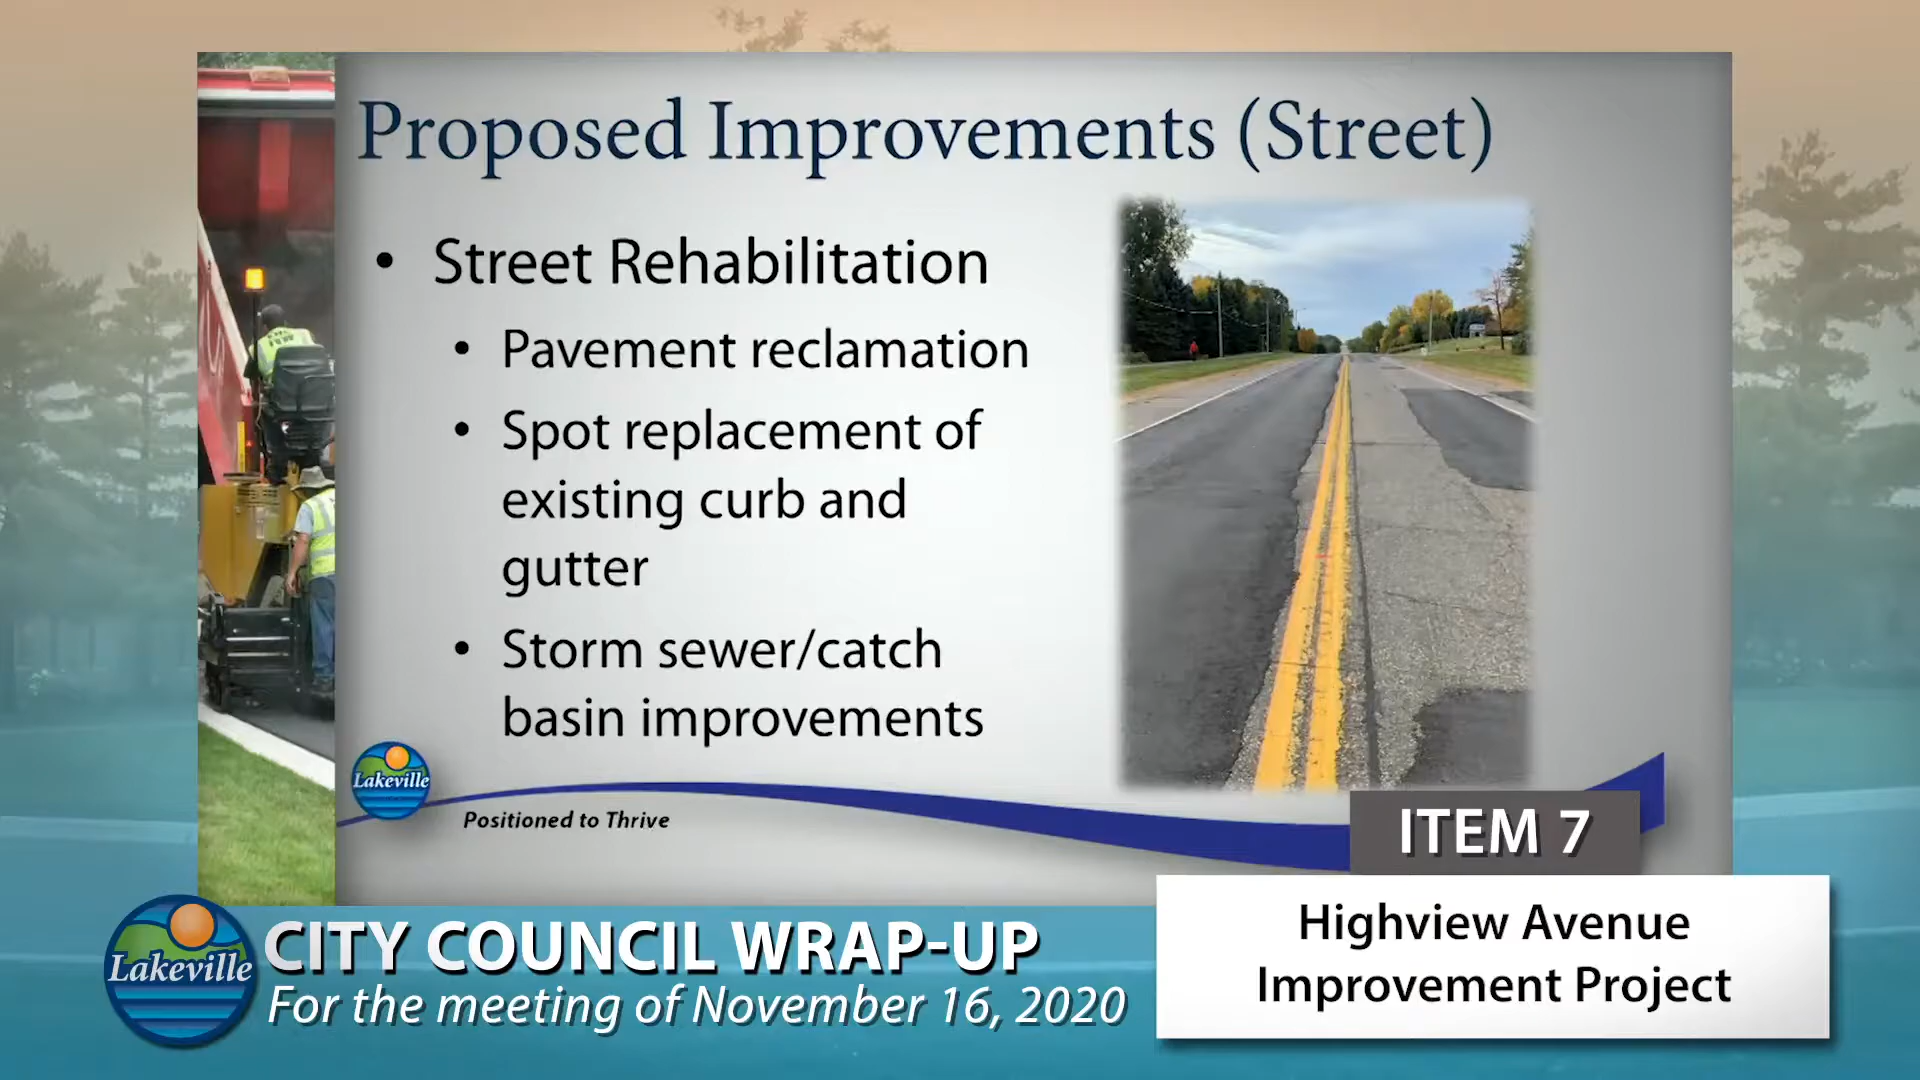 Proposed Improvements (Street)
• Street Rehabilitation
• Pavement reclamation
• Spot replacement of
existing curb and
gutter
• Storm sewer/catch
basin improvements
Lakeville
Positioned to Thrive
ITEM 7
Highview Avenue
Improvement Project
Lakeville
CITY COUNCIL WRAP-UP
For the meeting of November 16, 2020